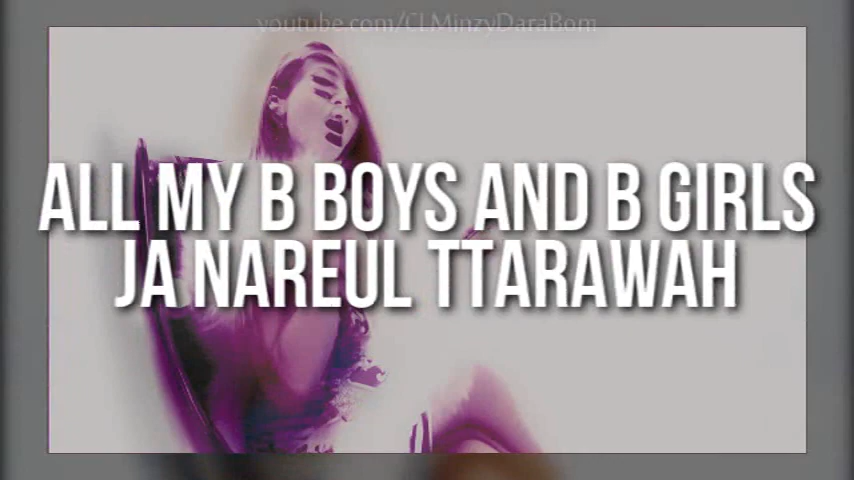 youtube.com/CLMinzyDaraBom
ALL MY B BOYS AND B GIRLS
JA NAREUL TTARAWAH